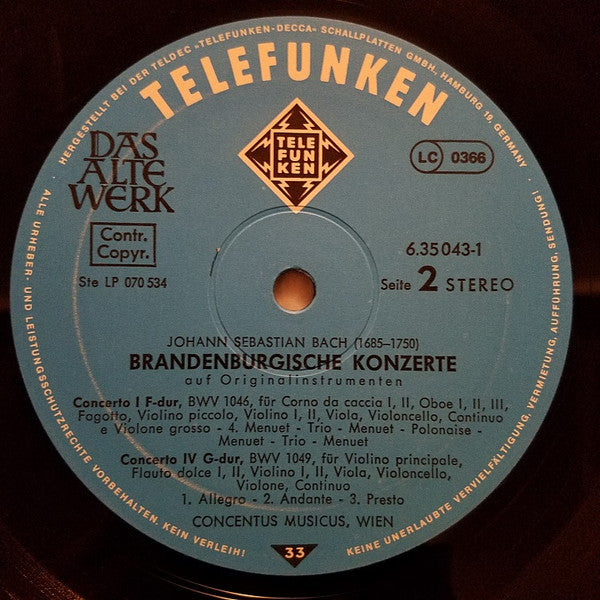 HERGESTELLT BEI DER TELDEC »TELEFUNKEN-DECCA« SCHALLPLATTEN GMBH., HAMBURG 19, GERMANY
TELEFUNKEN
DAS
ALTE
WERK
TELE
FUN
KEN
LC 0366
Contr.
Copyr.
6.35043-1
Ste LP 070 534
Seite 2 STEREO
JOHANN SEBASTIAN BACH (1685–1750)
BRANDENBURGISCHE KONZERTE
auf Originalinstrumenten
Concerto I F-dur, BWV 1046, für Corno da caccia I, II, Oboe I, II, III,
Fagotto, Violino piccolo, Violino I, II, Viola, Violoncello, Continuo
e Violone grosso - 4. Menuet - Trio - Menuet - Polonaise -
Menuet - Trio - Menuet
Concerto IV G-dur, BWV 1049, für Violino principale,
Flauto dolce I, II, Violino I, II, Viola, Violoncello,
Violone, Continuo
1. Allegro - 2. Andante - 3. Presto
CONCENTUS MUSICUS, WIEN
33
ALLE URHEBER- UND LEISTUNGSSCHUTZRECHTE VORBEHALTEN. KEIN VERLEIH!
KEINE UNERLAUBTE VERVIELFÄLTIGUNG, VERMIETUNG, AUFFÜHRUNG, SENDUNG!